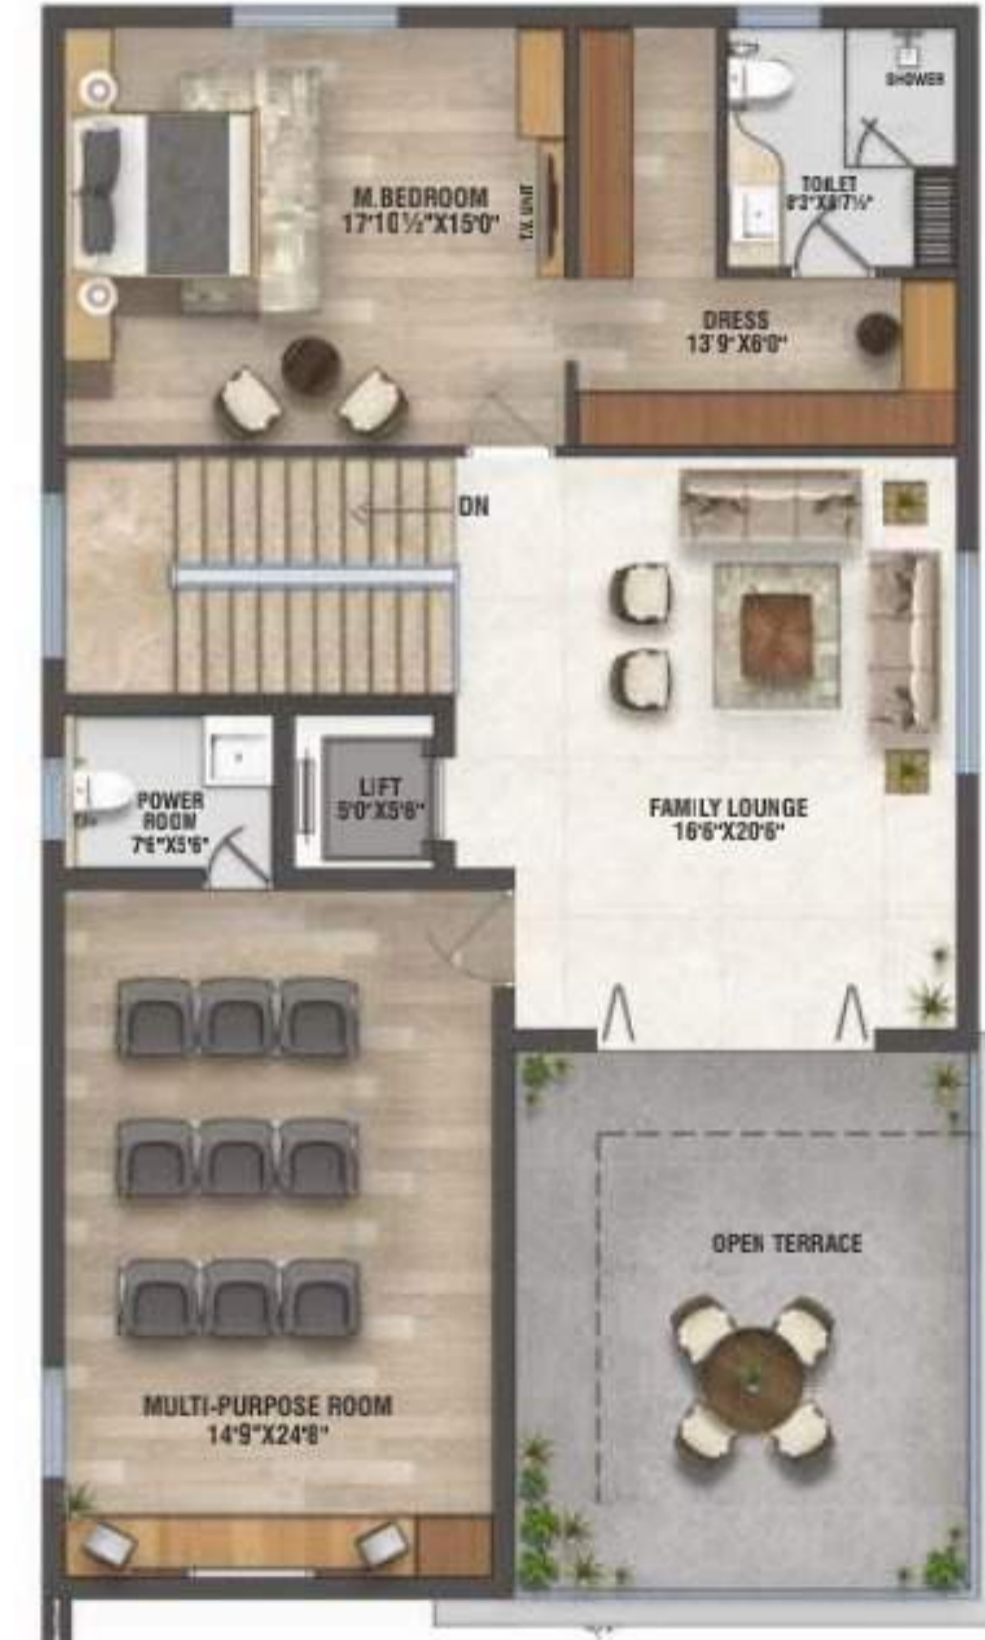 SHOWER
M.BEDROOM
17'10½"X15'0"
T.V. UNIT
TOILET
DRESS
13'9"X6'0"
DN
LIFT
5'0"X5'6"
POWER
ROOM
7'6"X5'6"
FAMILY LOUNGE
16'6"X20'6"
OPEN TERRACE
MULTI-PURPOSE ROOM
14'9"X24'8"